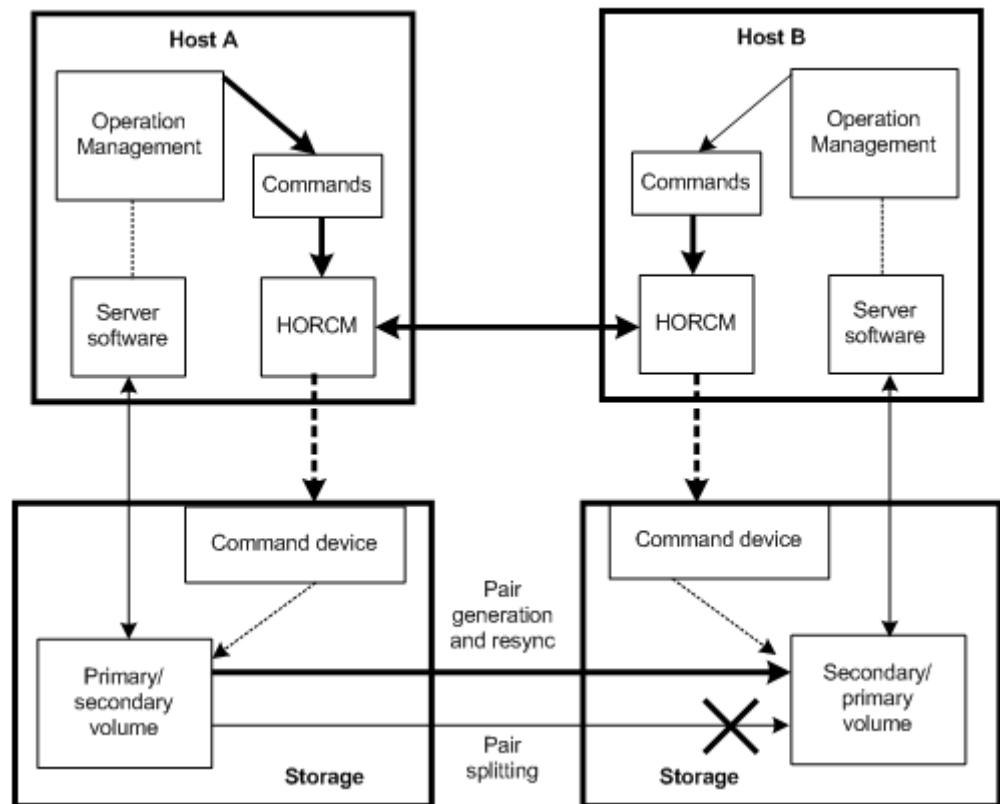 Host A
Operation
Management
Commands
Server
software
HORCM
Host B
Operation
Management
Commands
HORCM
Server
software
Command device
Primary/
secondary
volume
Storage
Pair
generation
and resync
Pair
splitting
Command device
Secondary/
primary
volume
Storage